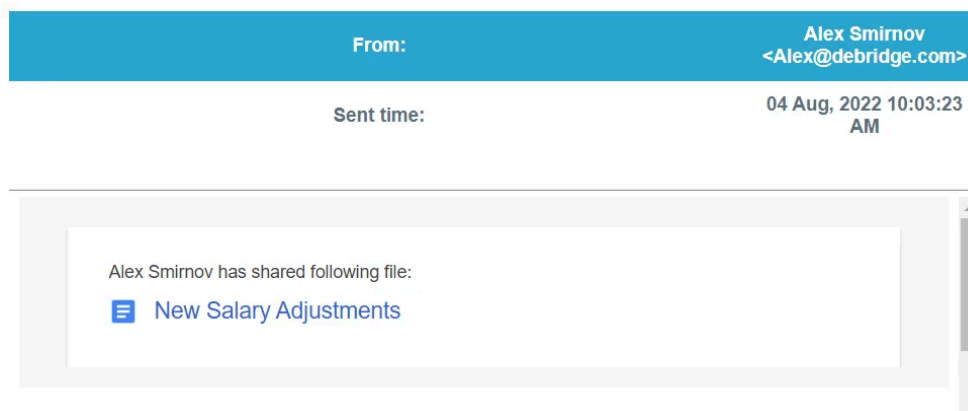 From:
Alex Smirnov
<Alex@debridge.com>
Sent time:
04 Aug, 2022 10:03:23
AM
Alex Smirnov has shared following file:
New Salary Adjustments